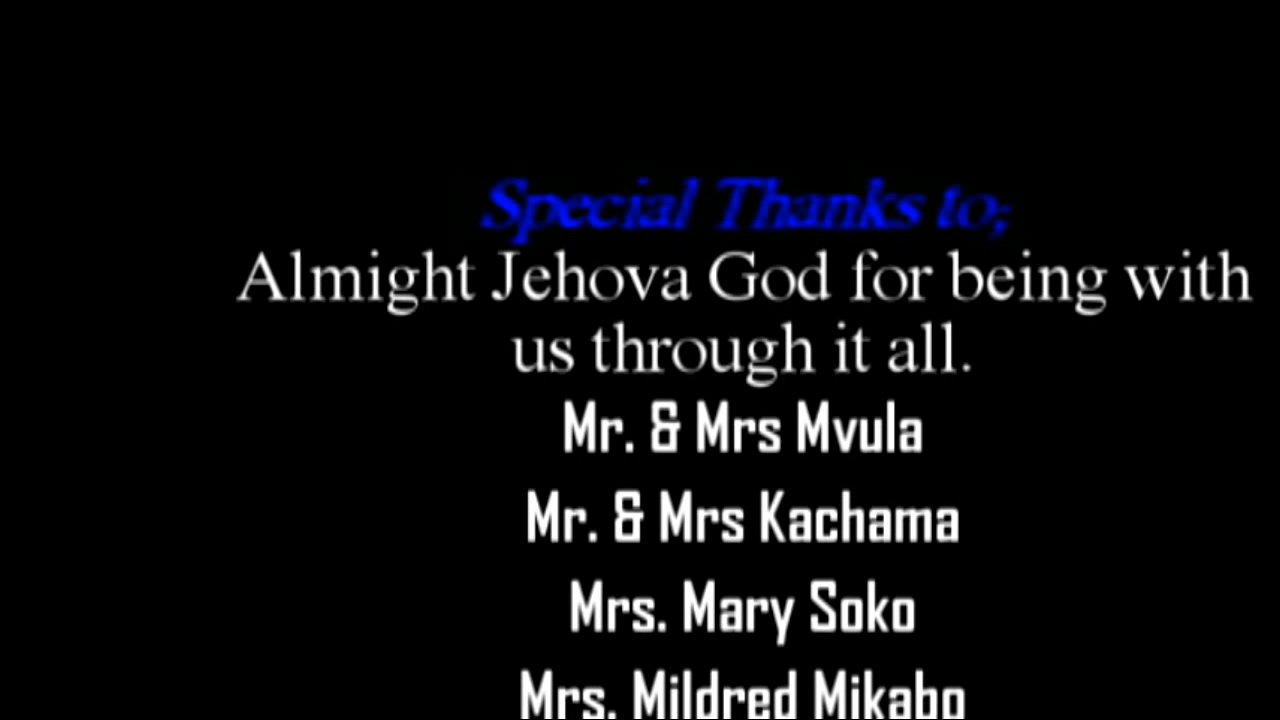 Special Thanks to;
Almight Jehova God for being with
us through it all.
Mr. & Mrs Mvula
Mr. & Mrs Kachama
Mrs. Mary Soko
Mrs. Mildred Mikabo